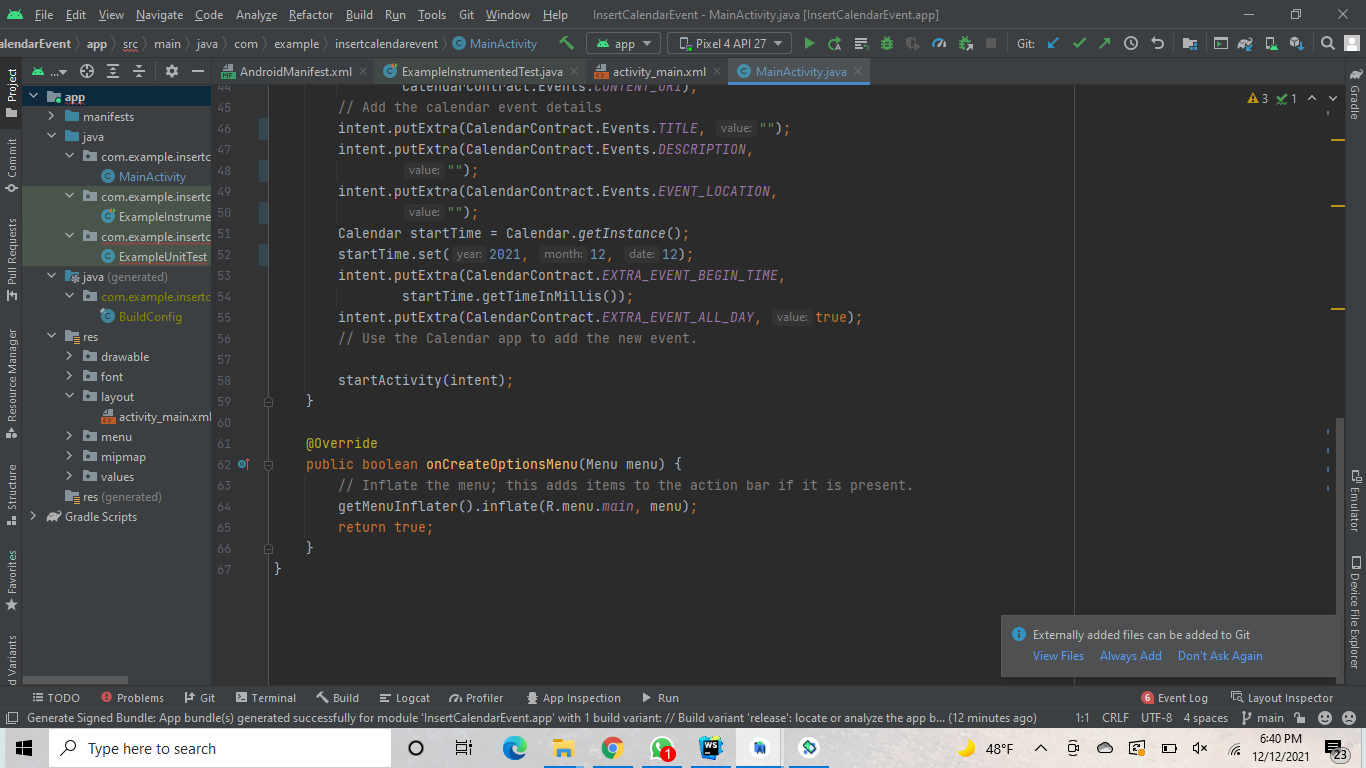 File Edit View Navigate Code Analyze Refactor Build Run Tools Git Window Help InsertCalendarEvent - MainActivity.java [InsertCalendarEvent.app]
alendarEvent app src main java com example insertcalendarevent MainActivity app Pixel 4 API 27 Git:
Project
Commit
Pull Requests
Resource Manager
Structure
Favorites
d Variants
... 
AndroidManifest.xml ExampleInstrumentedTest.java activity_main.xml MainActivity.java
app
manifests
java
com.example.insertc
MainActivity
com.example.insertc
ExampleInstrume
com.example.insertc
ExampleUnitTest
java (generated)
com.example.insertc
BuildConfig
res
drawable
font
layout
activity_main.xml
menu
mipmap
values
res (generated)
Gradle Scripts
3 1
44 CalendarContract.Events.CONTENT_URI);
45 // Add the calendar event details
46 intent.putExtra(CalendarContract.Events.TITLE, value: "");
47 intent.putExtra(CalendarContract.Events.DESCRIPTION,
48 value: "");
49 intent.putExtra(CalendarContract.Events.EVENT_LOCATION,
50 value: "");
51 Calendar startTime = Calendar.getInstance();
52 startTime.set( year: 2021, month: 12, date: 12);
53 intent.putExtra(CalendarContract.EXTRA_EVENT_BEGIN_TIME,
54 startTime.getTimeInMillis());
55 intent.putExtra(CalendarContract.EXTRA_EVENT_ALL_DAY, value: true);
56 // Use the Calendar app to add the new event.
57
58 startActivity(intent);
59 }
60
61 @Override
62 public boolean onCreateOptionsMenu(Menu menu) {
63 // Inflate the menu; this adds items to the action bar if it is present.
64 getMenuInflater().inflate(R.menu.main, menu);
65 return true;
66 }
67 }
Gradle
Emulator
Device File Explorer
Externally added files can be added to Git
View Files Always Add Don't Ask Again
TODO Problems Git Terminal Build Logcat Profiler App Inspection Run 6 Event Log Layout Inspector
Generate Signed Bundle: App bundle(s) generated successfully for module 'InsertCalendarEvent.app' with 1 build variant: // Build variant 'release': locate or analyze the app b... (12 minutes ago) 1:1 CRLF UTF-8 4 spaces main
Type here to search 1 WS 48°F 6:40 PM
12/12/2021 23